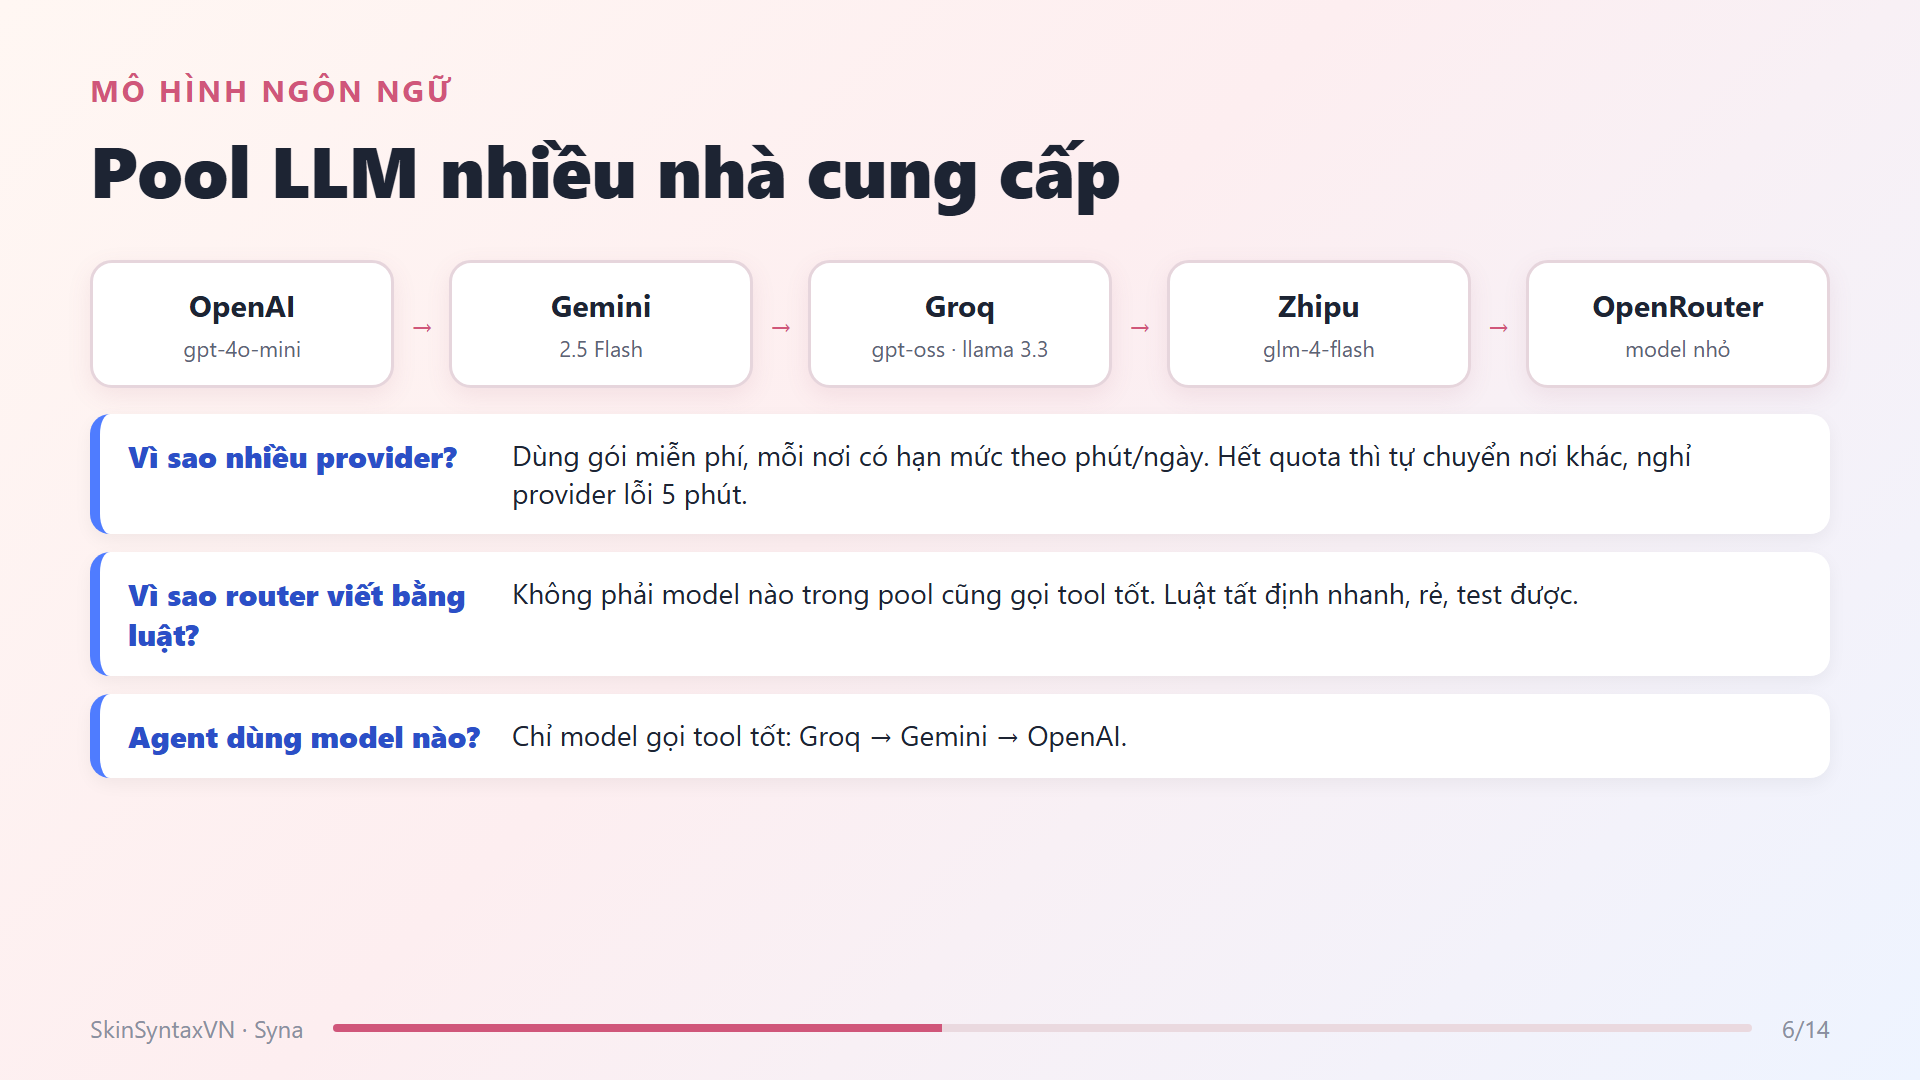 MÔ HÌNH NGÔN NGỮ
Pool LLM nhiều nhà cung cấp
OpenAI
gpt-4o-mini
→
Gemini
2.5 Flash
→
Groq
gpt-oss · llama 3.3
→
Zhipu
glm-4-flash
→
OpenRouter
model nhỏ
Vì sao nhiều provider?
Dùng gói miễn phí, mỗi nơi có hạn mức theo phút/ngày. Hết quota thì tự chuyển nơi khác, nghỉ
provider lỗi 5 phút.
Vì sao router viết bằng
luật?
Không phải model nào trong pool cũng gọi tool tốt. Luật tất định nhanh, rẻ, test được.
Agent dùng model nào?
Chỉ model gọi tool tốt: Groq → Gemini → OpenAI.
SkinSyntaxVN · Syna
6/14